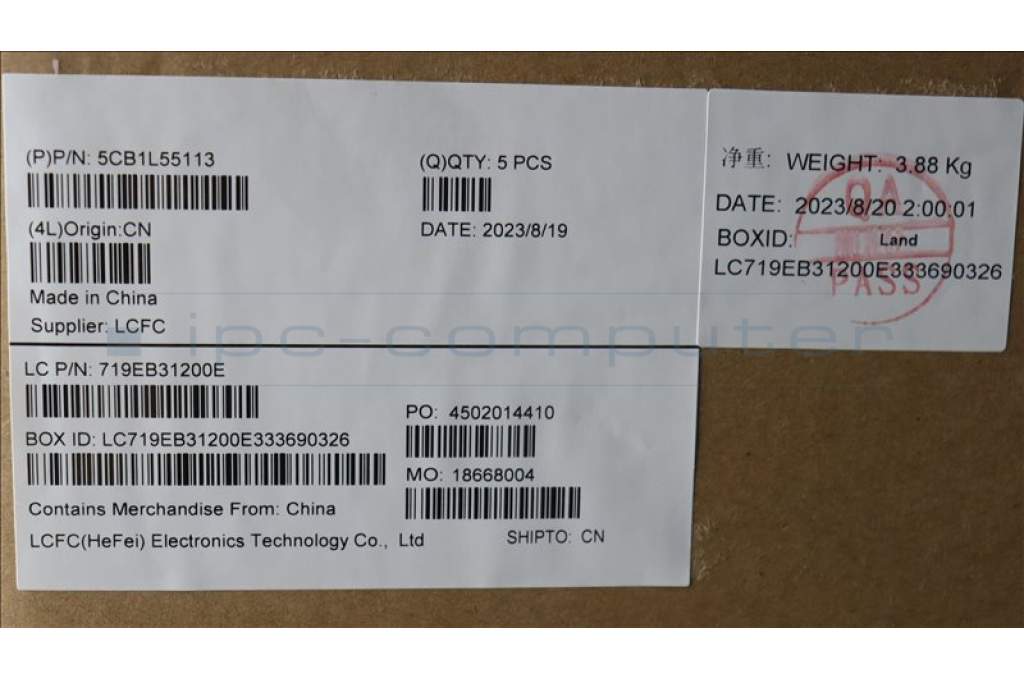 (P)P/N: 5CB1L55113
(Q)QTY: 5 PCS
(4L)Origin:CN
DATE: 2023/8/19
Made in China
Supplier: LCFC
净重: WEIGHT: 3.88 Kg
DATE: 2023/8/20 2:00:01
BOXID: Land
LC719EB31200E333690326
QA
PASS
ipc-computer
LC P/N: 719EB31200E
PO: 4502014410
BOX ID: LC719EB31200E333690326
MO: 18668004
Contains Merchandise From: China
LCFC(HeFei) Electronics Technology Co., Ltd
SHIPTO: CN